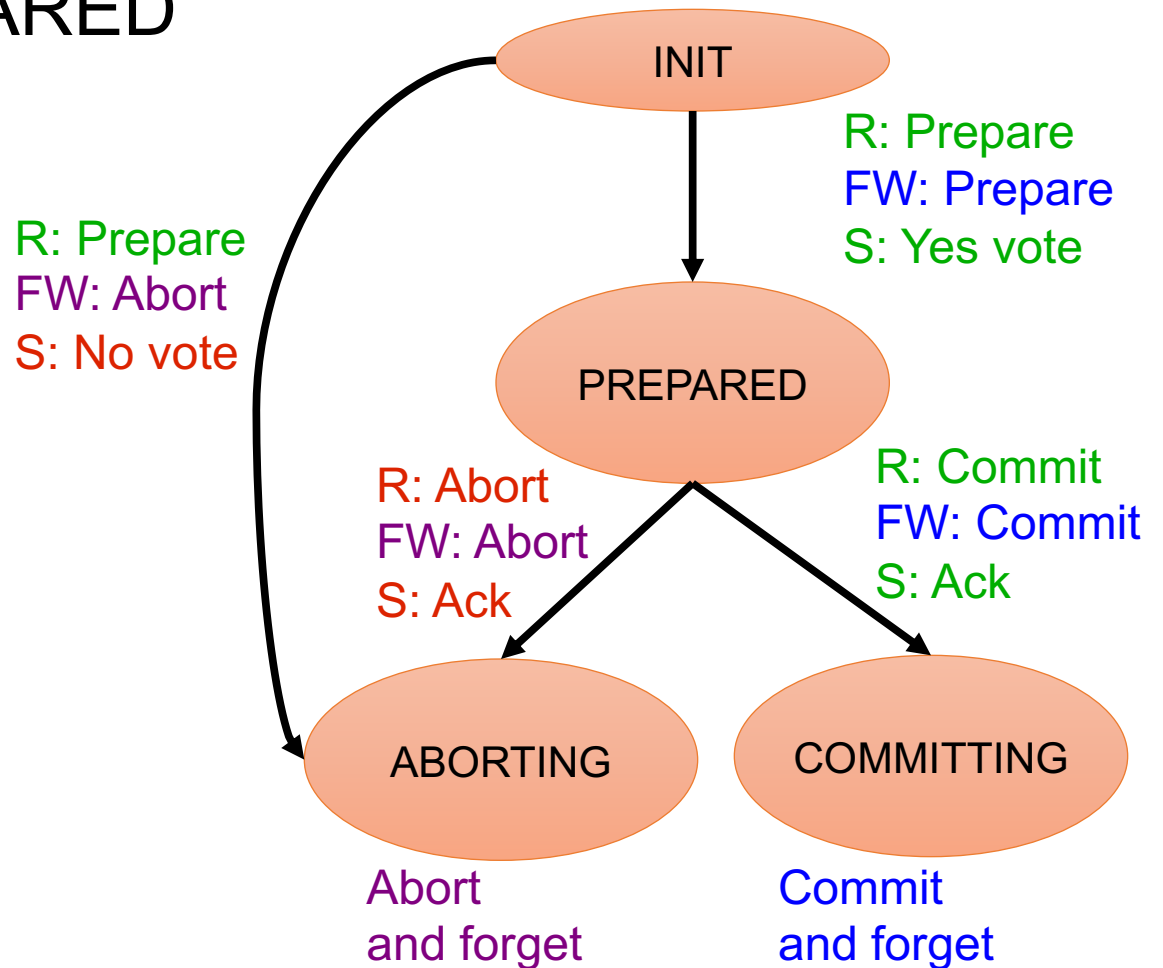 ARED
INIT
R: Prepare
FW: Prepare
S: Yes vote
R: Prepare
FW: Abort
S: No vote
PREPARED
R: Abort
FW: Abort
S: Ack
R: Commit
FW: Commit
S: Ack
ABORTING
COMMITTING
Abort
and forget
Commit
and forget